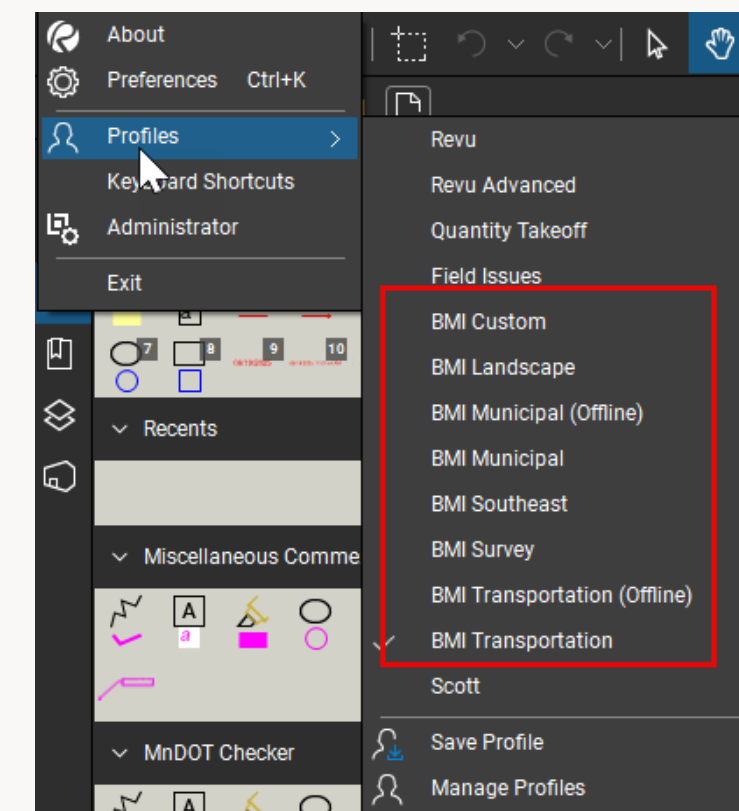 About
Preferences Ctrl+K
Profiles
Keyboard Shortcuts
Administrator
Exit
Revu
Revu Advanced
Quantity Takeoff
Field Issues
BMI Custom
BMI Landscape
BMI Municipal (Offline)
BMI Municipal
BMI Southeast
BMI Survey
BMI Transportation (Offline)
BMI Transportation
Scott
Save Profile
Manage Profiles
a
7 8 9 10
Recents
Miscellaneous Comme
A
a
MnDOT Checker
A